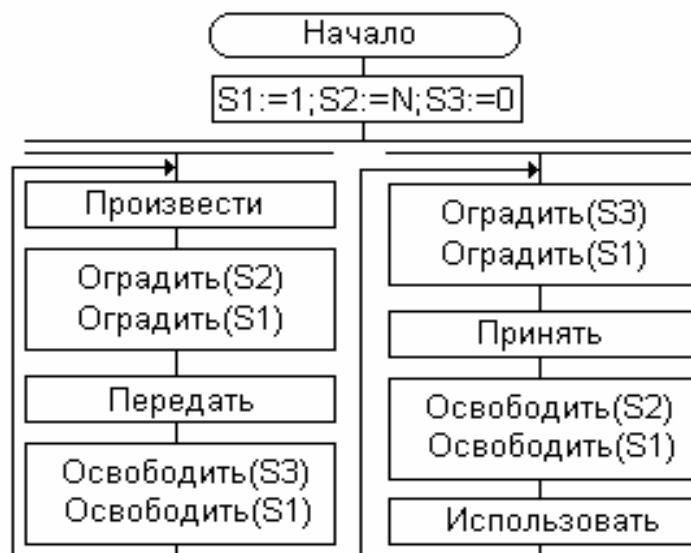 Начало
S1:=1;S2:=N;S3:=0
Произвести
Оградить(S2)
Оградить(S1)
Передать
Освободить(S3)
Освободить(S1)
Оградить(S3)
Оградить(S1)
Принять
Освободить(S2)
Освободить(S1)
Использовать